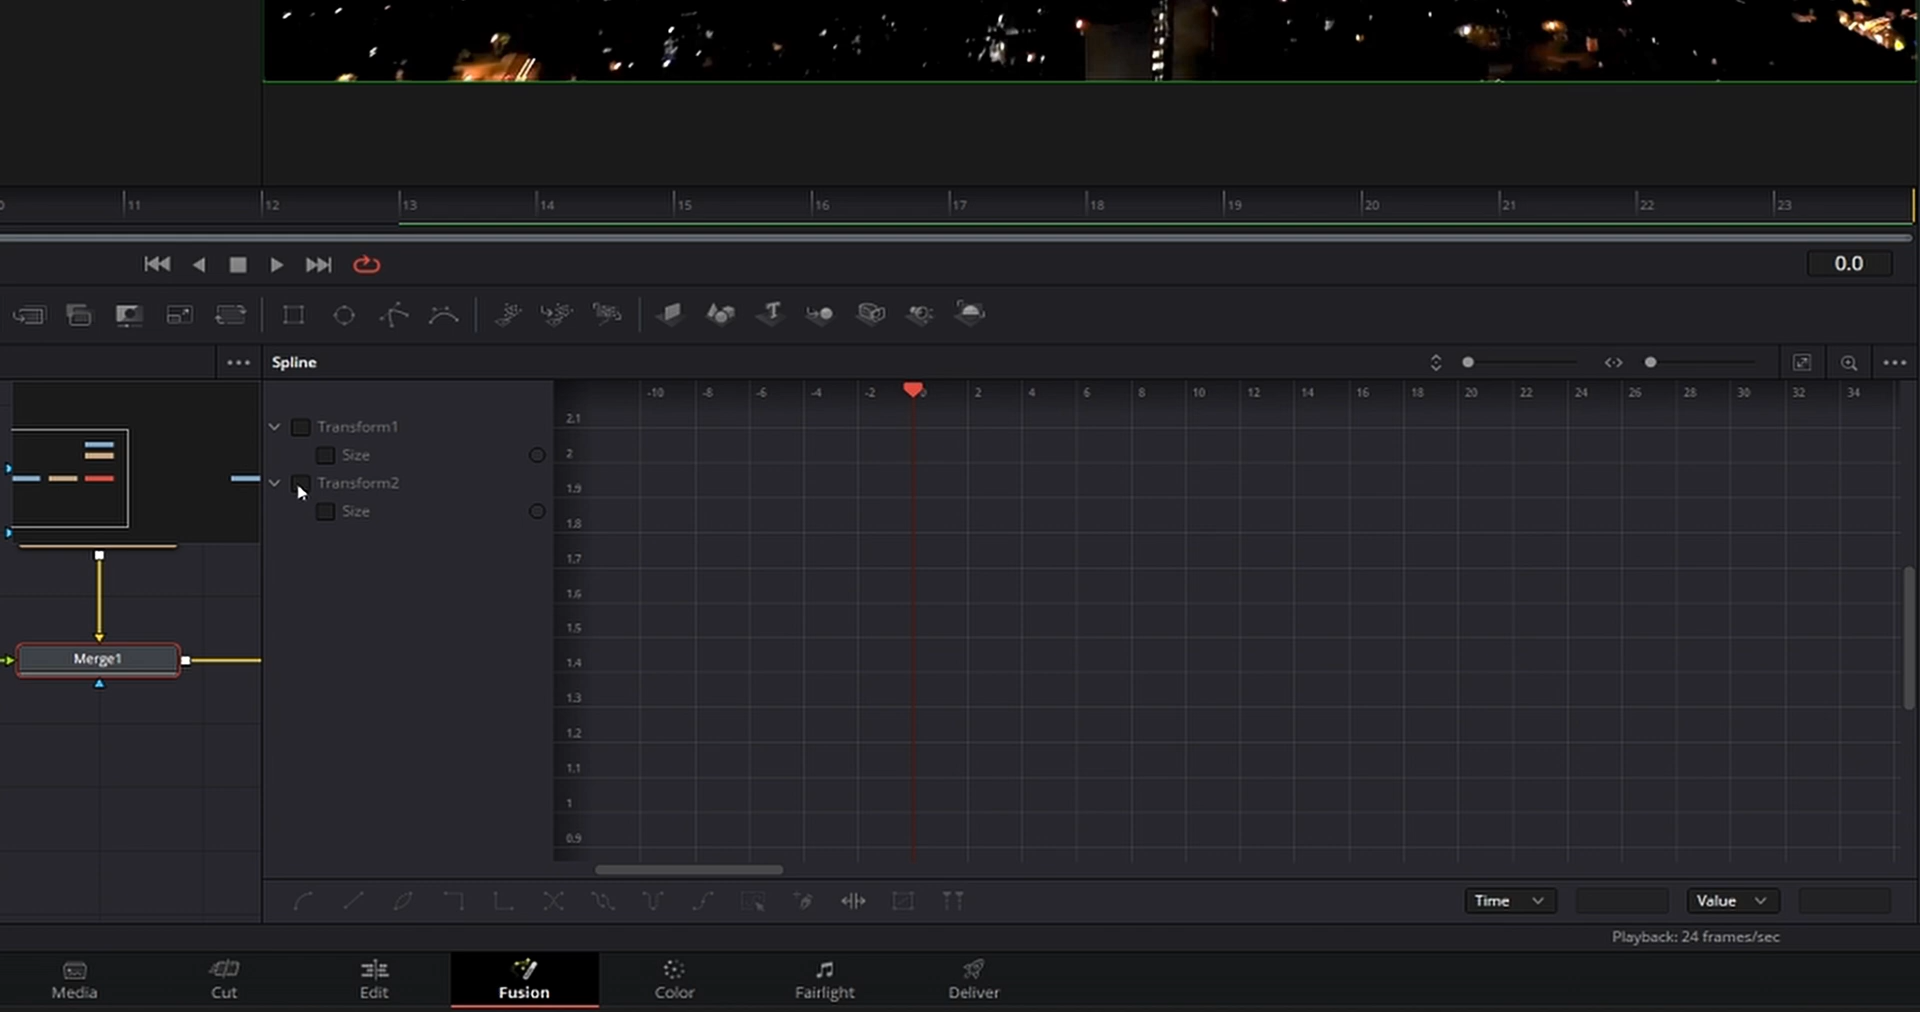 11 12 13 14 15 16 17 18 19 20 21 22 23
0.0
Spline
-10 -8 -6 -4 -2 0 2 4 6 8 10 12 14 16 18 20 22 24 26 28 30 32 34
Transform1
Size
Transform2
Size
2.1
2
1.9
1.8
1.7
1.6
1.5
1.4
1.3
1.2
1.1
1
0.9
Merge1
Time
Value
Playback: 24 frames/sec
Media
Cut
Edit
Fusion
Color
Fairlight
Deliver